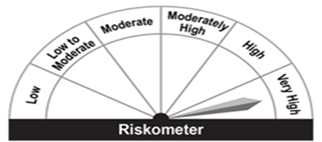 Low
Low to
Moderate
Moderate
Moderately
High
High
Very High
Riskometer